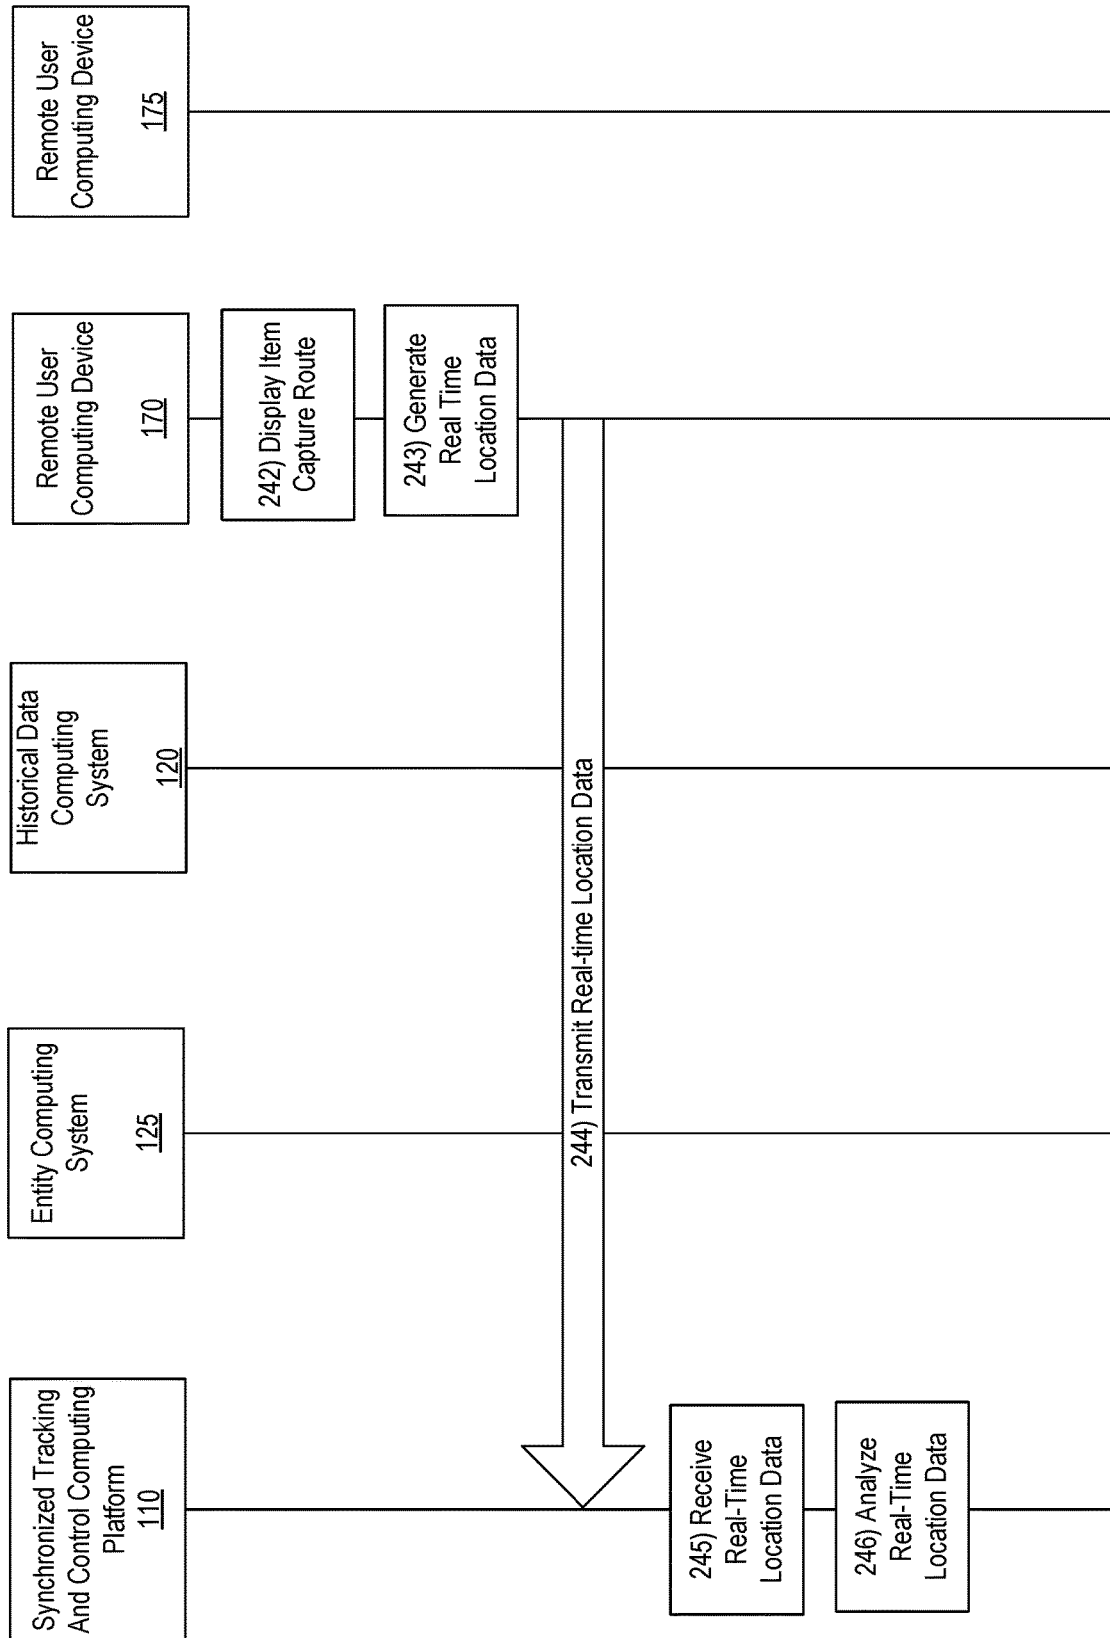 Synchronized Tracking
And Control Computing
Platform
110
Entity Computing
System
125
Historical Data
Computing
System
120
Remote User
Computing Device
170
Remote User
Computing Device
175
242) Display Item
Capture Route
243) Generate
Real Time
Location Data
244) Transmit Real-time Location Data
245) Receive
Real-Time
Location Data
246) Analyze
Real-Time
Location Data